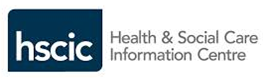 hscic
Health & Social Care
Information Centre